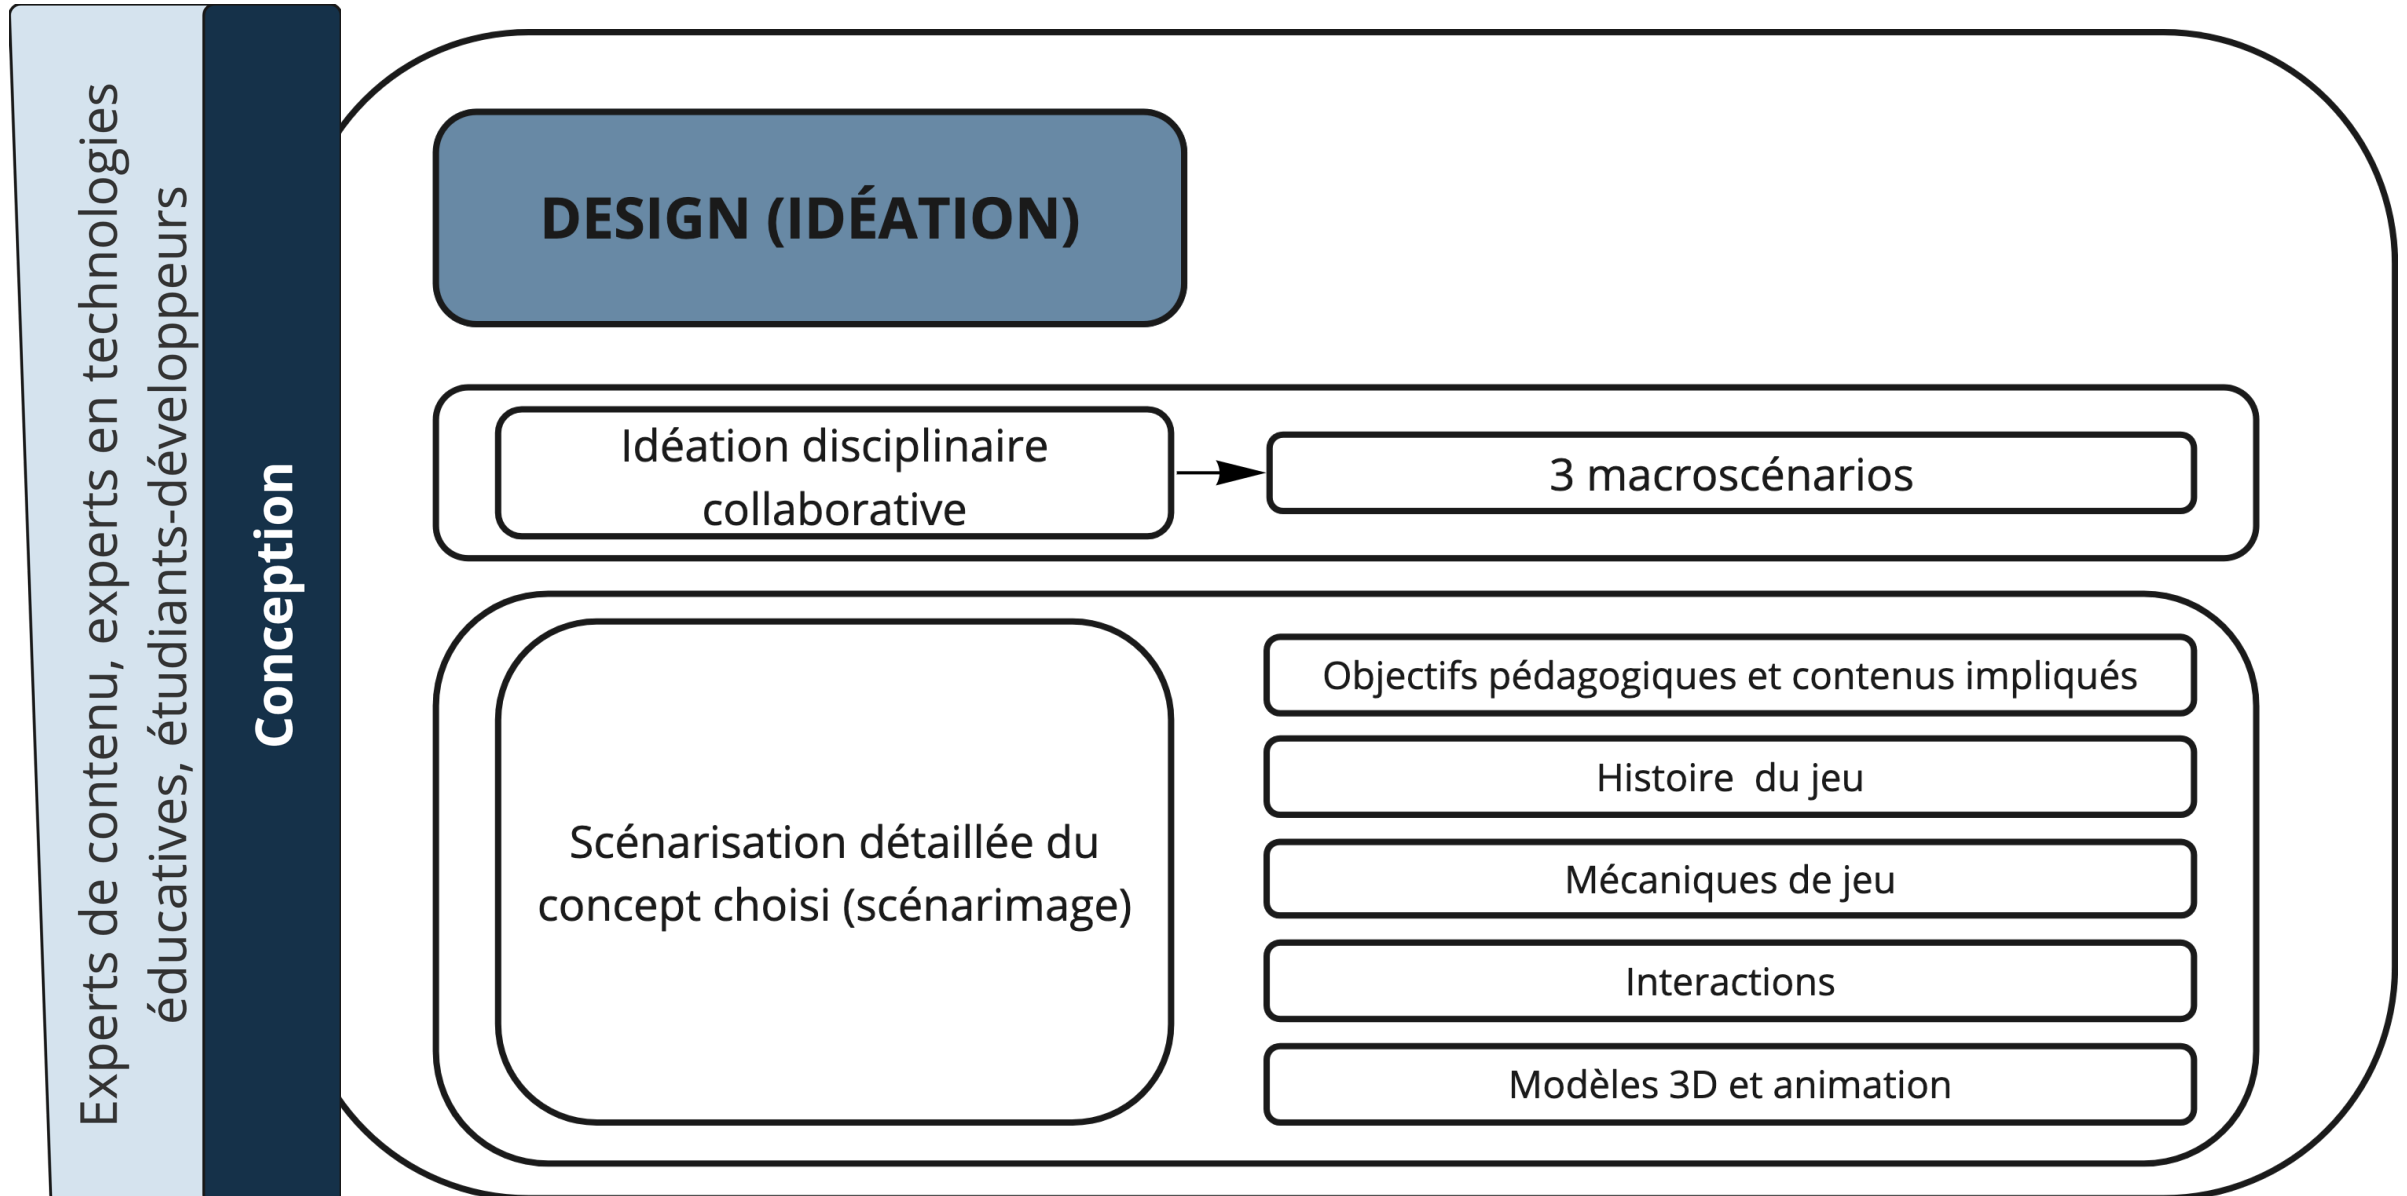 Experts de contenu, experts en technologies
éducatives, étudiants-développeurs
Conception
DESIGN (IDÉATION)
Idéation disciplinaire
collaborative
3 macroscénarios
Scénarisation détaillée du
concept choisi (scénarimage)
Objectifs pédagogiques et contenus impliqués
Histoire  du jeu
Mécaniques de jeu
Interactions
Modèles 3D et animation